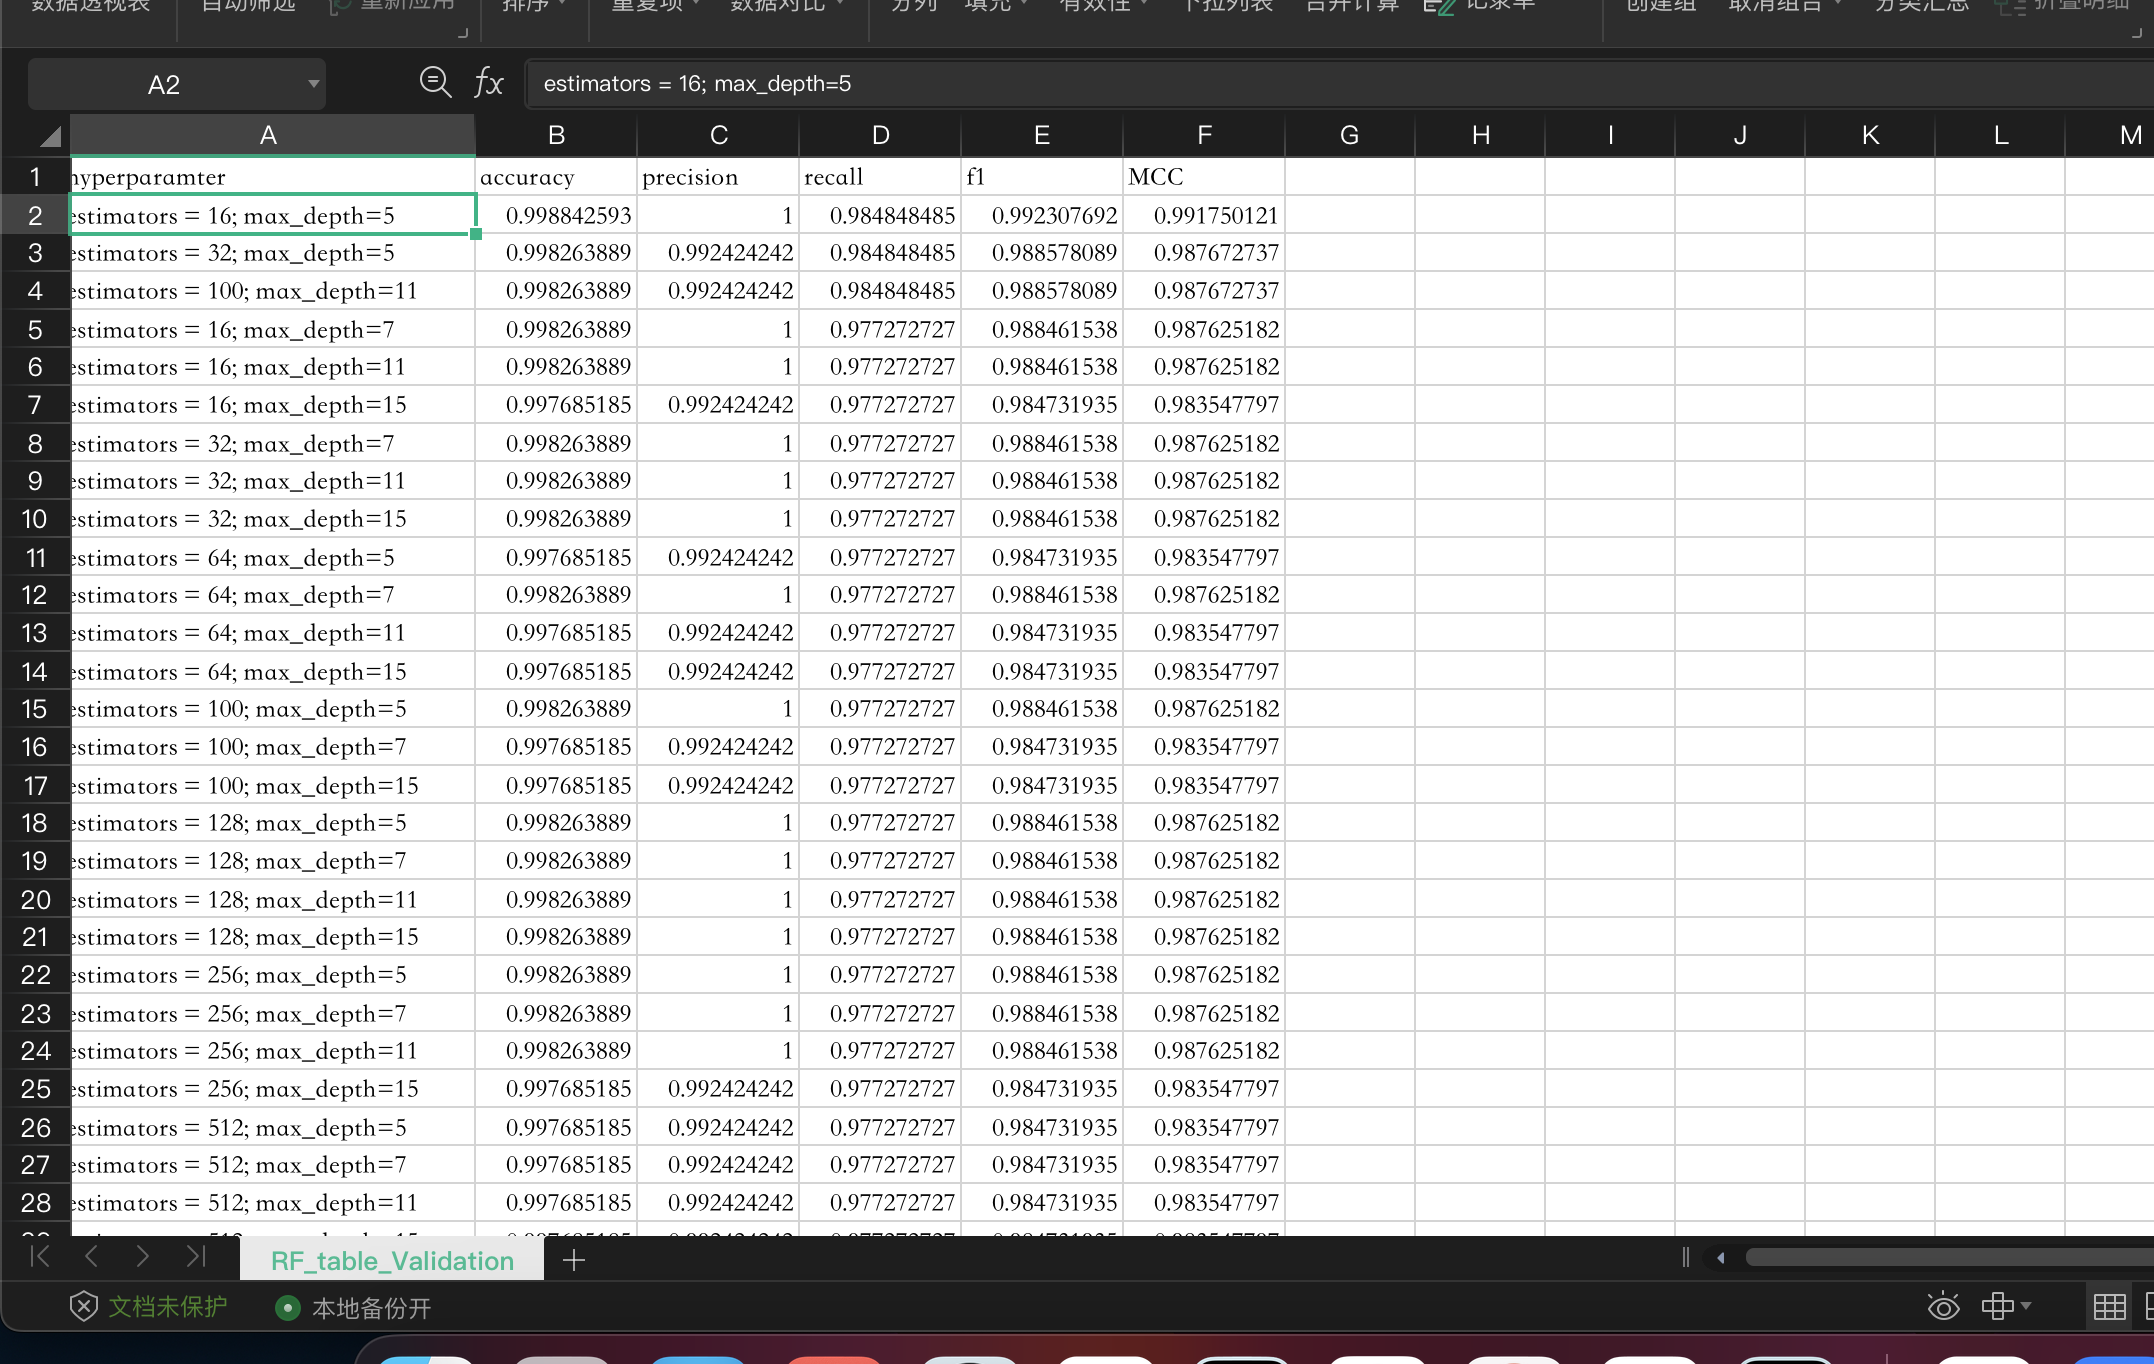 数据透视表 自动筛选 重新应用 排序 重复项 数据对比 分列 填充 有效性 下拉列表 合并计算 记录单 创建组 取消组合 分类汇总 折叠明细
A2 fx estimators = 16; max_depth=5
A B C D E F G H I J K L M
1 hyperparamter accuracy precision recall f1 MCC
2 estimators = 16; max_depth=5 0.998842593 1 0.984848485 0.992307692 0.991750121
3 estimators = 32; max_depth=5 0.998263889 0.992424242 0.984848485 0.988578089 0.987672737
4 estimators = 100; max_depth=11 0.998263889 0.992424242 0.984848485 0.988578089 0.987672737
5 estimators = 16; max_depth=7 0.998263889 1 0.977272727 0.988461538 0.987625182
6 estimators = 16; max_depth=11 0.998263889 1 0.977272727 0.988461538 0.987625182
7 estimators = 16; max_depth=15 0.997685185 0.992424242 0.977272727 0.984731935 0.983547797
8 estimators = 32; max_depth=7 0.998263889 1 0.977272727 0.988461538 0.987625182
9 estimators = 32; max_depth=11 0.998263889 1 0.977272727 0.988461538 0.987625182
10 estimators = 32; max_depth=15 0.998263889 1 0.977272727 0.988461538 0.987625182
11 estimators = 64; max_depth=5 0.997685185 0.992424242 0.977272727 0.984731935 0.983547797
12 estimators = 64; max_depth=7 0.998263889 1 0.977272727 0.988461538 0.987625182
13 estimators = 64; max_depth=11 0.997685185 0.992424242 0.977272727 0.984731935 0.983547797
14 estimators = 64; max_depth=15 0.997685185 0.992424242 0.977272727 0.984731935 0.983547797
15 estimators = 100; max_depth=5 0.998263889 1 0.977272727 0.988461538 0.987625182
16 estimators = 100; max_depth=7 0.997685185 0.992424242 0.977272727 0.984731935 0.983547797
17 estimators = 100; max_depth=15 0.997685185 0.992424242 0.977272727 0.984731935 0.983547797
18 estimators = 128; max_depth=5 0.998263889 1 0.977272727 0.988461538 0.987625182
19 estimators = 128; max_depth=7 0.998263889 1 0.977272727 0.988461538 0.987625182
20 estimators = 128; max_depth=11 0.998263889 1 0.977272727 0.988461538 0.987625182
21 estimators = 128; max_depth=15 0.998263889 1 0.977272727 0.988461538 0.987625182
22 estimators = 256; max_depth=5 0.998263889 1 0.977272727 0.988461538 0.987625182
23 estimators = 256; max_depth=7 0.998263889 1 0.977272727 0.988461538 0.987625182
24 estimators = 256; max_depth=11 0.998263889 1 0.977272727 0.988461538 0.987625182
25 estimators = 256; max_depth=15 0.997685185 0.992424242 0.977272727 0.984731935 0.983547797
26 estimators = 512; max_depth=5 0.997685185 0.992424242 0.977272727 0.984731935 0.983547797
27 estimators = 512; max_depth=7 0.997685185 0.992424242 0.977272727 0.984731935 0.983547797
28 estimators = 512; max_depth=11 0.997685185 0.992424242 0.977272727 0.984731935 0.983547797
RF_table_Validation
文档未保护 本地备份开